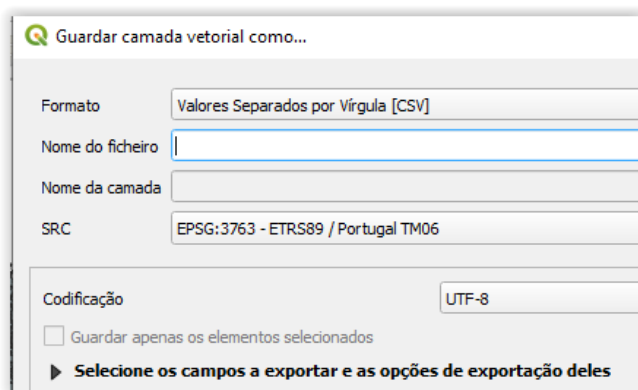 Guardar camada vetorial como...
Formato Valores Separados por Vírgula [CSV]
Nome do ficheiro
Nome da camada
SRC EPSG:3763 - ETRS89 / Portugal TM06
Codificação UTF-8
Guardar apenas os elementos selecionados
Selecione os campos a exportar e as opções de exportação deles